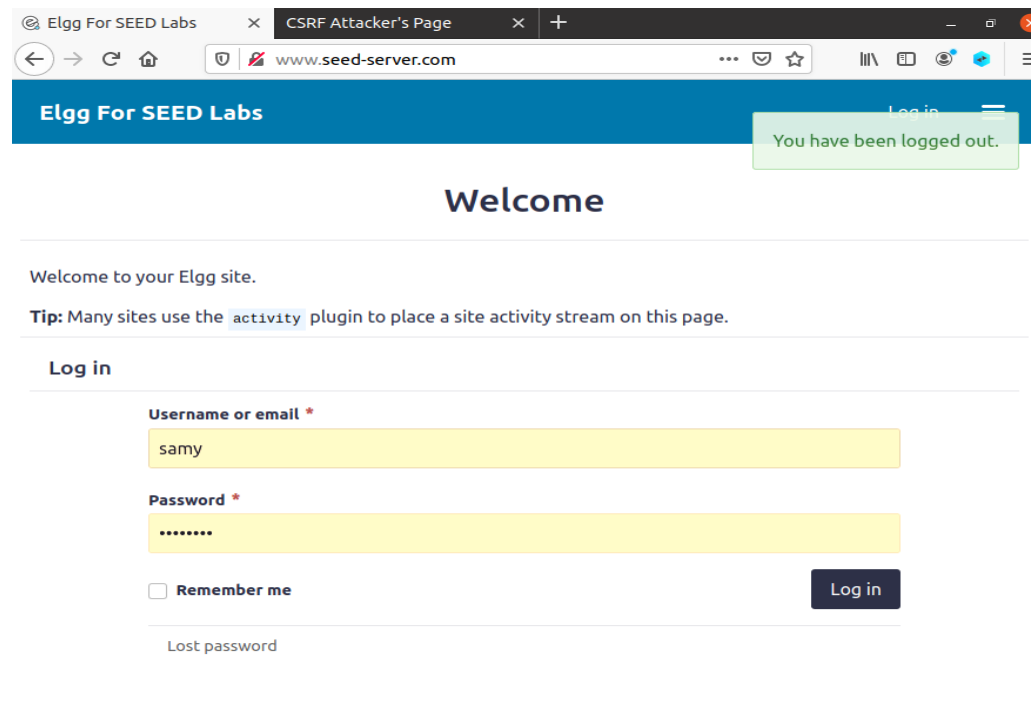 Elgg For SEED Labs
CSRF Attacker's Page
www.seed-server.com
Elgg For SEED Labs
Log in
You have been logged out.
Welcome
Welcome to your Elgg site.
Tip: Many sites use the activity plugin to place a site activity stream on this page.
Log in
Username or email *
samy
Password *
••••••••
Remember me
Log in
Lost password